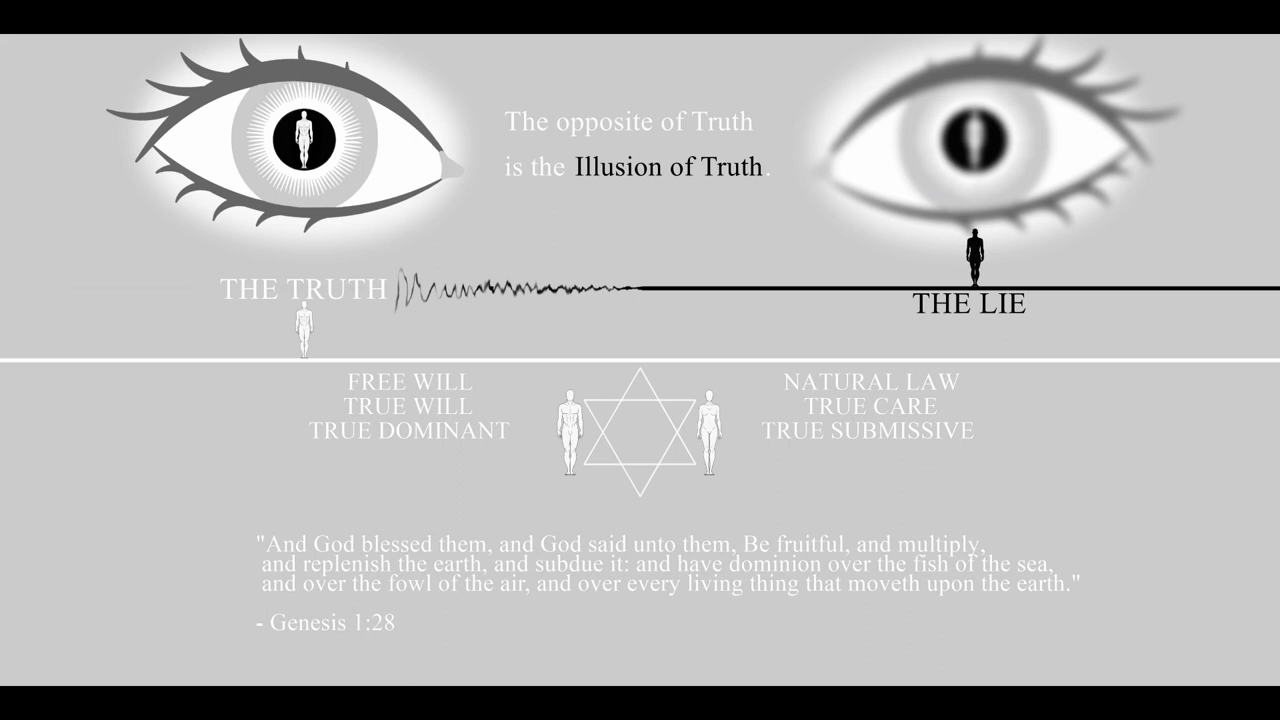 The opposite of Truth
is the Illusion of Truth.
THE TRUTH
THE LIE
FREE WILL
TRUE WILL
TRUE DOMINANT
NATURAL LAW
TRUE CARE
TRUE SUBMISSIVE
"And God blessed them, and God said unto them, Be fruitful, and multiply,
and replenish the earth, and subdue it: and have dominion over the fish of the sea,
and over the fowl of the air, and over every living thing that moveth upon the earth."
- Genesis 1:28